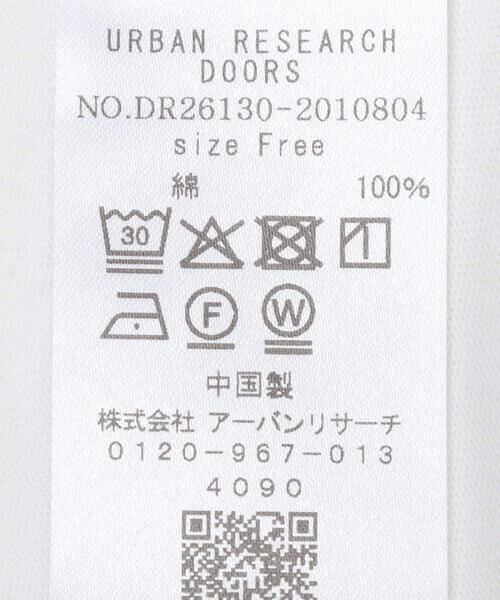 URBAN RESEARCH
DOORS
NO.DR26130-2010804
size Free
綿 100%
30
F W
中国製
株式会社 アーバンリサーチ
0120-967-013
4090